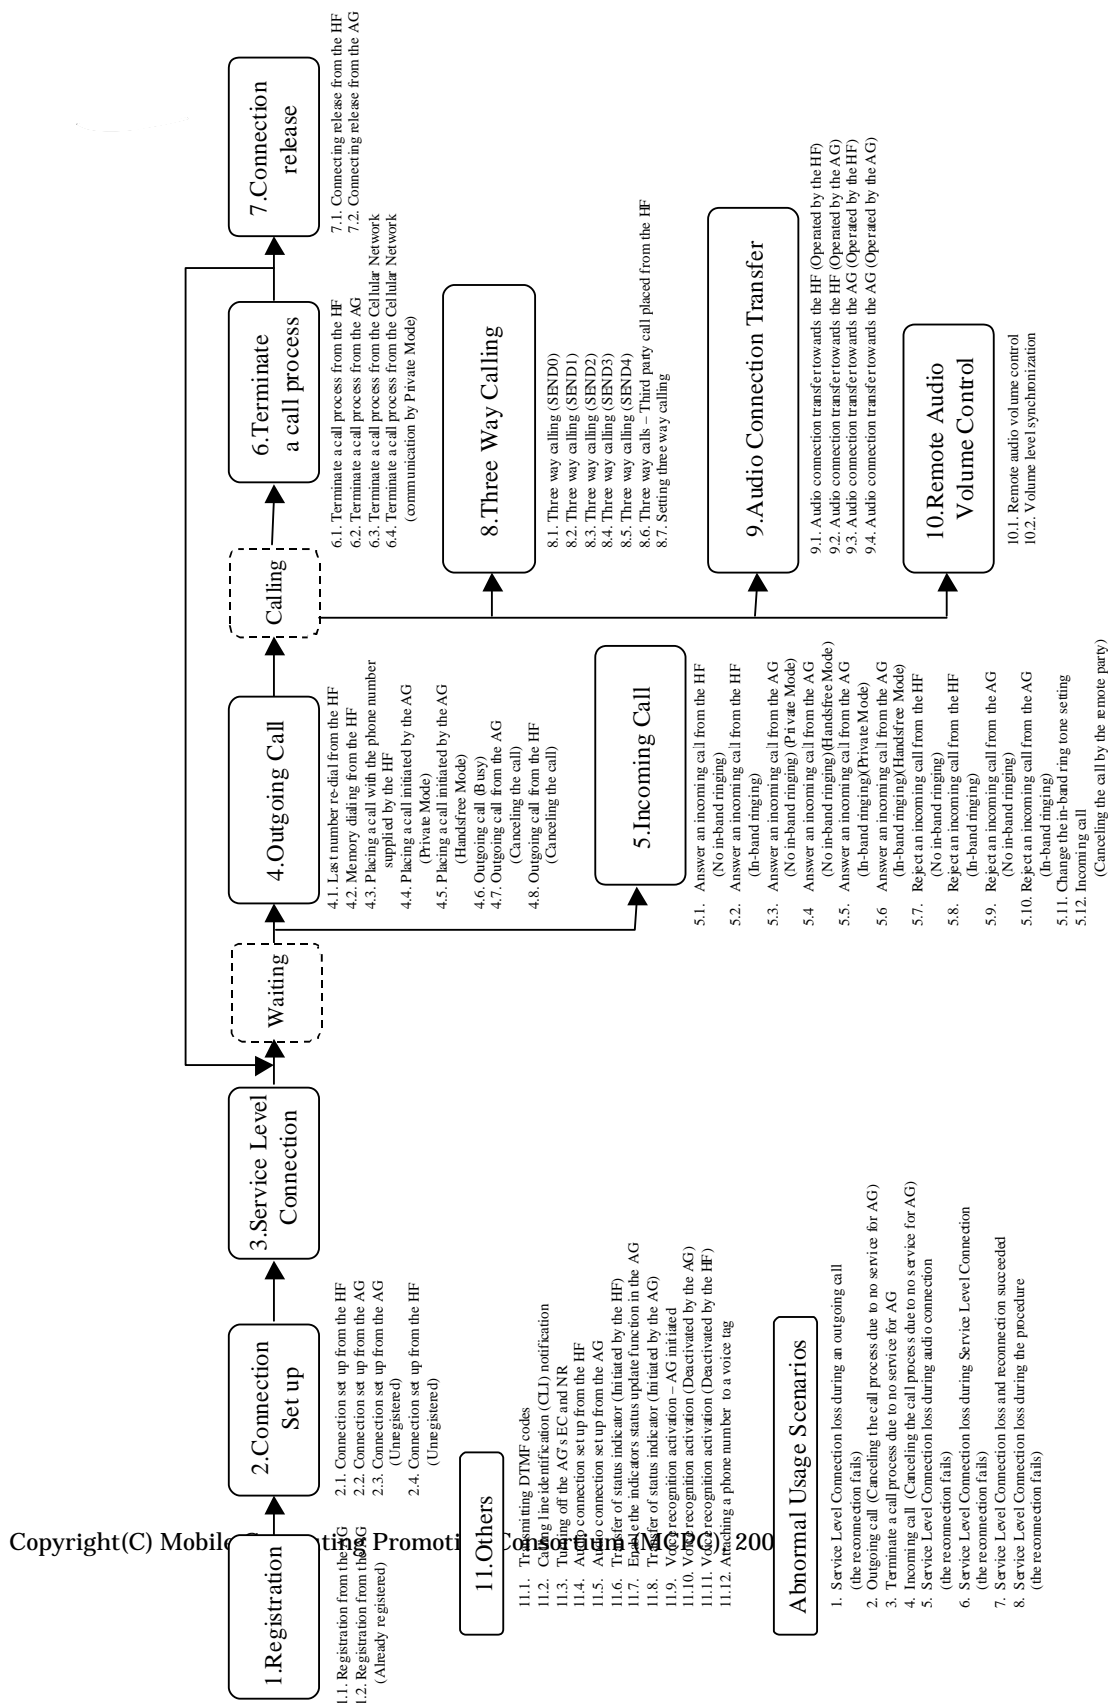 1.Registration
1.1. Registration from the AG
1.2. Registration from the AG
(Already registered)
2.Connection
Set up
2.1. Connection set up from the HF
2.2. Connection set up from the AG
2.3. Connection set up from the AG
(Unregistered)
2.4. Connection set up from the HF
(Unregistered)
3.Service Level
Connection
Waiting
4.Outgoing Call
4.1. Last number re-dial from the HF
4.2. Memory dialing from the HF
4.3. Placing a call with the phone number
supplied by the HF
4.4. Placing a call initiated by the AG
(Private Mode)
4.5. Placing a call initiated by the AG
(Handsfree Mode)
4.6. Outgoing call (Busy)
4.7. Outgoing call from the AG
(Canceling the call)
4.8. Outgoing call from the HF
(Canceling the call)
Calling
6.Terminate
a call process
6.1. Terminate a call process from the HF
6.2. Terminate a call process from the AG
6.3. Terminate a call process from the Cellular Network
6.4. Terminate a call process from the Cellular Network
(communication by Private Mode)
7.Connection
release
7.1. Connecting release from the HF
7.2. Connecting release from the AG
5.Incoming Call
5.1. Answer an incoming call from the HF
(No in-band ringing)
5.2. Answer an incoming call from the HF
(In-band ringing)
5.3. Answer an incoming call from the AG
(No in-band ringing) (Private Mode)
5.4 Answer an incoming call from the AG
(No in-band ringing)(Handsfree Mode)
5.5. Answer an incoming call from the AG
(In-band ringing)(Private Mode)
5.6 Answer an incoming call from the AG
(In-band ringing)(Handsfree Mode)
5.7. Reject an incoming call from the HF
(No in-band ringing)
5.8. Reject an incoming call from the HF
(In-band ringing)
5.9. Reject an incoming call from the AG
(No in-band ringing)
5.10. Reject an incoming call from the AG
(In-band ringing)
5.11. Change the in-band ring tone setting
5.12. Incoming call
(Canceling the call by the remote party)
8.Three Way Calling
8.1. Three way calling (SEND0)
8.2. Three way calling (SEND1)
8.3. Three way calling (SEND2)
8.4. Three way calling (SEND3)
8.5. Three way calling (SEND4)
8.6. Three way calls – Third party call placed from the HF
8.7. Setting three way calling
9.Audio Connection Transfer
9.1. Audio connection transfer towards the HF (Operated by the HF)
9.2. Audio connection transfer towards the HF (Operated by the AG)
9.3. Audio connection transfer towards the AG (Operated by the HF)
9.4. Audio connection transfer towards the AG (Operated by the AG)
10.Remote Audio
Volume Control
10.1. Remote audio volume control
10.2. Volume level synchronization
11.Others
11.1. Transmitting DTMF codes
11.2. Calling line identification (CLI) notification
11.3. Turning off the AG's EC and NR
11.4. Audio connection set up from the HF
11.5. Audio connection set up from the AG
11.6. Transfer of status indicator (Initiated by the HF)
11.7. Enable the indicators status update function in the AG
11.8. Transfer of status indicator (Initiated by the AG)
11.9. Voice recognition activation – AG initiated
11.10. Voice recognition activation (Deactivated by the AG)
11.11. Voice recognition activation (Deactivated by the HF)
11.12. Attaching a phone number to a voice tag
Abnormal Usage Scenarios
1. Service Level Connection loss during an outgoing call
(the reconnection fails)
2. Outgoing call (Canceling the call process due to no service for AG)
3. Terminate a call process due to no service for AG
4. Incoming call (Canceling the call process due to no service for AG)
5. Service Level Connection loss during audio connection
(the reconnection fails)
6. Service Level Connection loss during Service Level Connection
(the reconnection fails)
7. Service Level Connection loss and reconnection succeeded
8. Service Level Connection loss during the procedure
(the reconnection fails)
Copyright(C) Mobile Promoti Consortium (MCPC), 200